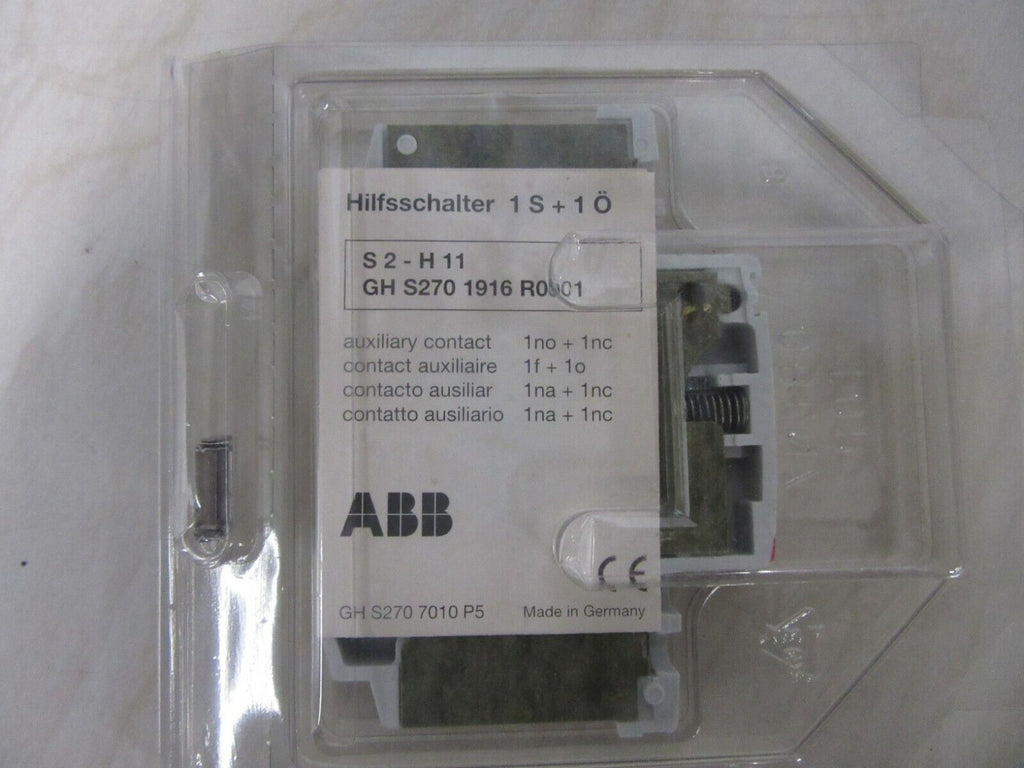 Hilfsschalter 1 S + 1 Ö
S 2 - H 11
GH S270 1916 R0001
auxiliary contact 1no + 1nc
contact auxiliaire 1f + 1o
contacto ausiliar 1na + 1nc
contatto ausiliario 1na + 1nc
ABB
CE
GH S270 7010 P5 Made in Germany